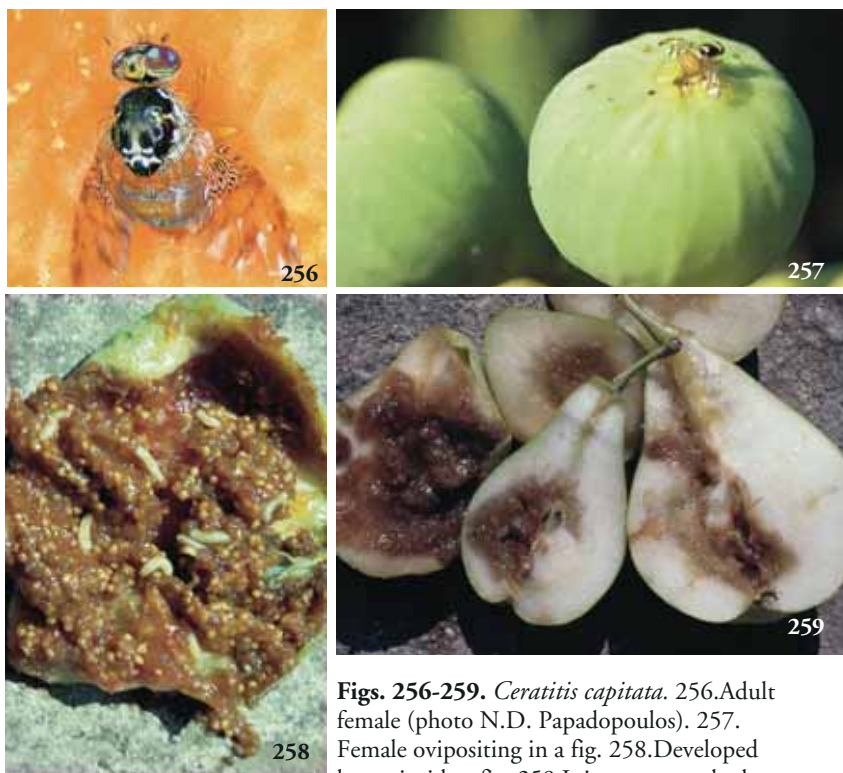 256
257
258
259
Figs. 256-259. Ceratitis capitata. 256.Adult
female (photo N.D. Papadopoulos). 257.
Female ovipositing in a fig. 258.Developed